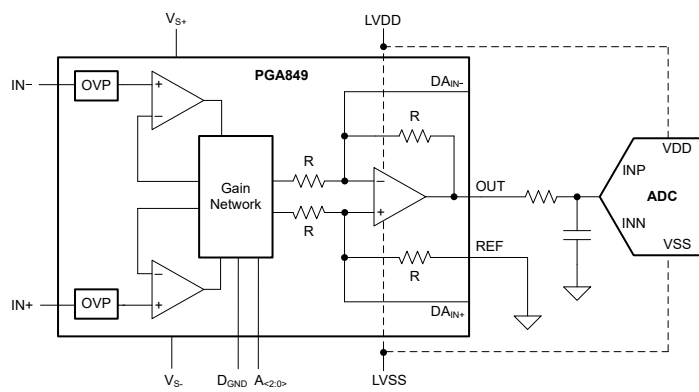 VS+
LVDD
PGA849
IN−
OVP
+
−
DAIN−
R
VDD
R
−
+
OUT
INP
ADC
Gain
Network
INN
R
REF
VSS
−
+
R
IN+
OVP
DAIN+
VS-
DGND
A<2:0>
LVSS